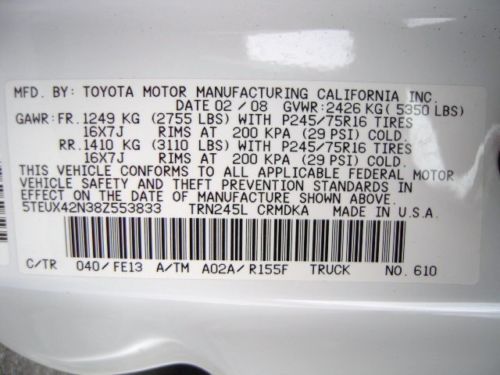 MFD. BY: TOYOTA MOTOR MANUFACTURING CALIFORNIA INC.
DATE 02 / 08 GVWR: 2426 KG ( 5350 LBS)
GAWR: FR. 1249 KG (2755 LBS) WITH P245/75R16 TIRES
16X7J RIMS AT 200 KPA (29 PSI) COLD.
RR. 1410 KG (3110 LBS) WITH P245/75R16 TIRES
16X7J RIMS AT 200 KPA (29 PSI) COLD.
THIS VEHICLE CONFORMS TO ALL APPLICABLE FEDERAL MOTOR
VEHICLE SAFETY AND THEFT PREVENTION STANDARDS IN
EFFECT ON THE DATE OF MANUFACTURE SHOWN ABOVE.
5TEUX42N38Z553833 TRN245L CRMDKA MADE IN U.S.A.
C/TR 040/FE13 A/TM A02A/R155F TRUCK NO. 610